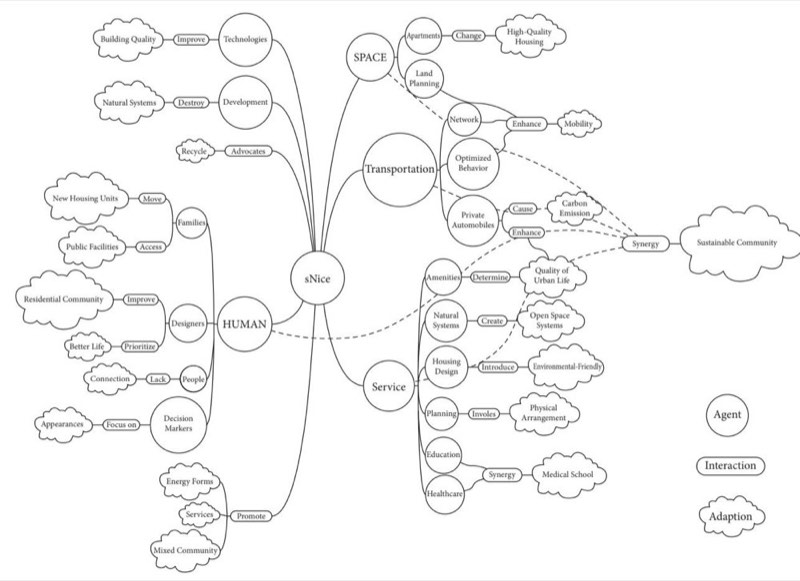 Building Quality
Improve
Technologies
Natural Systems
Destroy
Development
Recycle
Advocates
New Housing Units
Move
Families
Public Facilities
Access
Residential Community
Improve
Designers
Better Life
Prioritize
HUMAN
Connection
Lack
People
Appearances
Focus on
Decision
Markers
Energy Forms
Services
Promote
Mixed Community
sNice
SPACE
Apartments
Change
High-Quality
Housing
Land
Planning
Transportation
Network
Enhance
Mobility
Optimized
Behavior
Private
Automobiles
Cause
Carbon
Emission
Enhance
Synergy
Sustainable Community
Service
Amenities
Determine
Quality of
Urban Life
Natural
Systems
Create
Open Space
Systems
Housing
Design
Introduce
Environmental-Friendly
Planning
Involes
Physical
Arrangement
Education
Synergy
Medical School
Healthcare
Agent
Interaction
Adaption